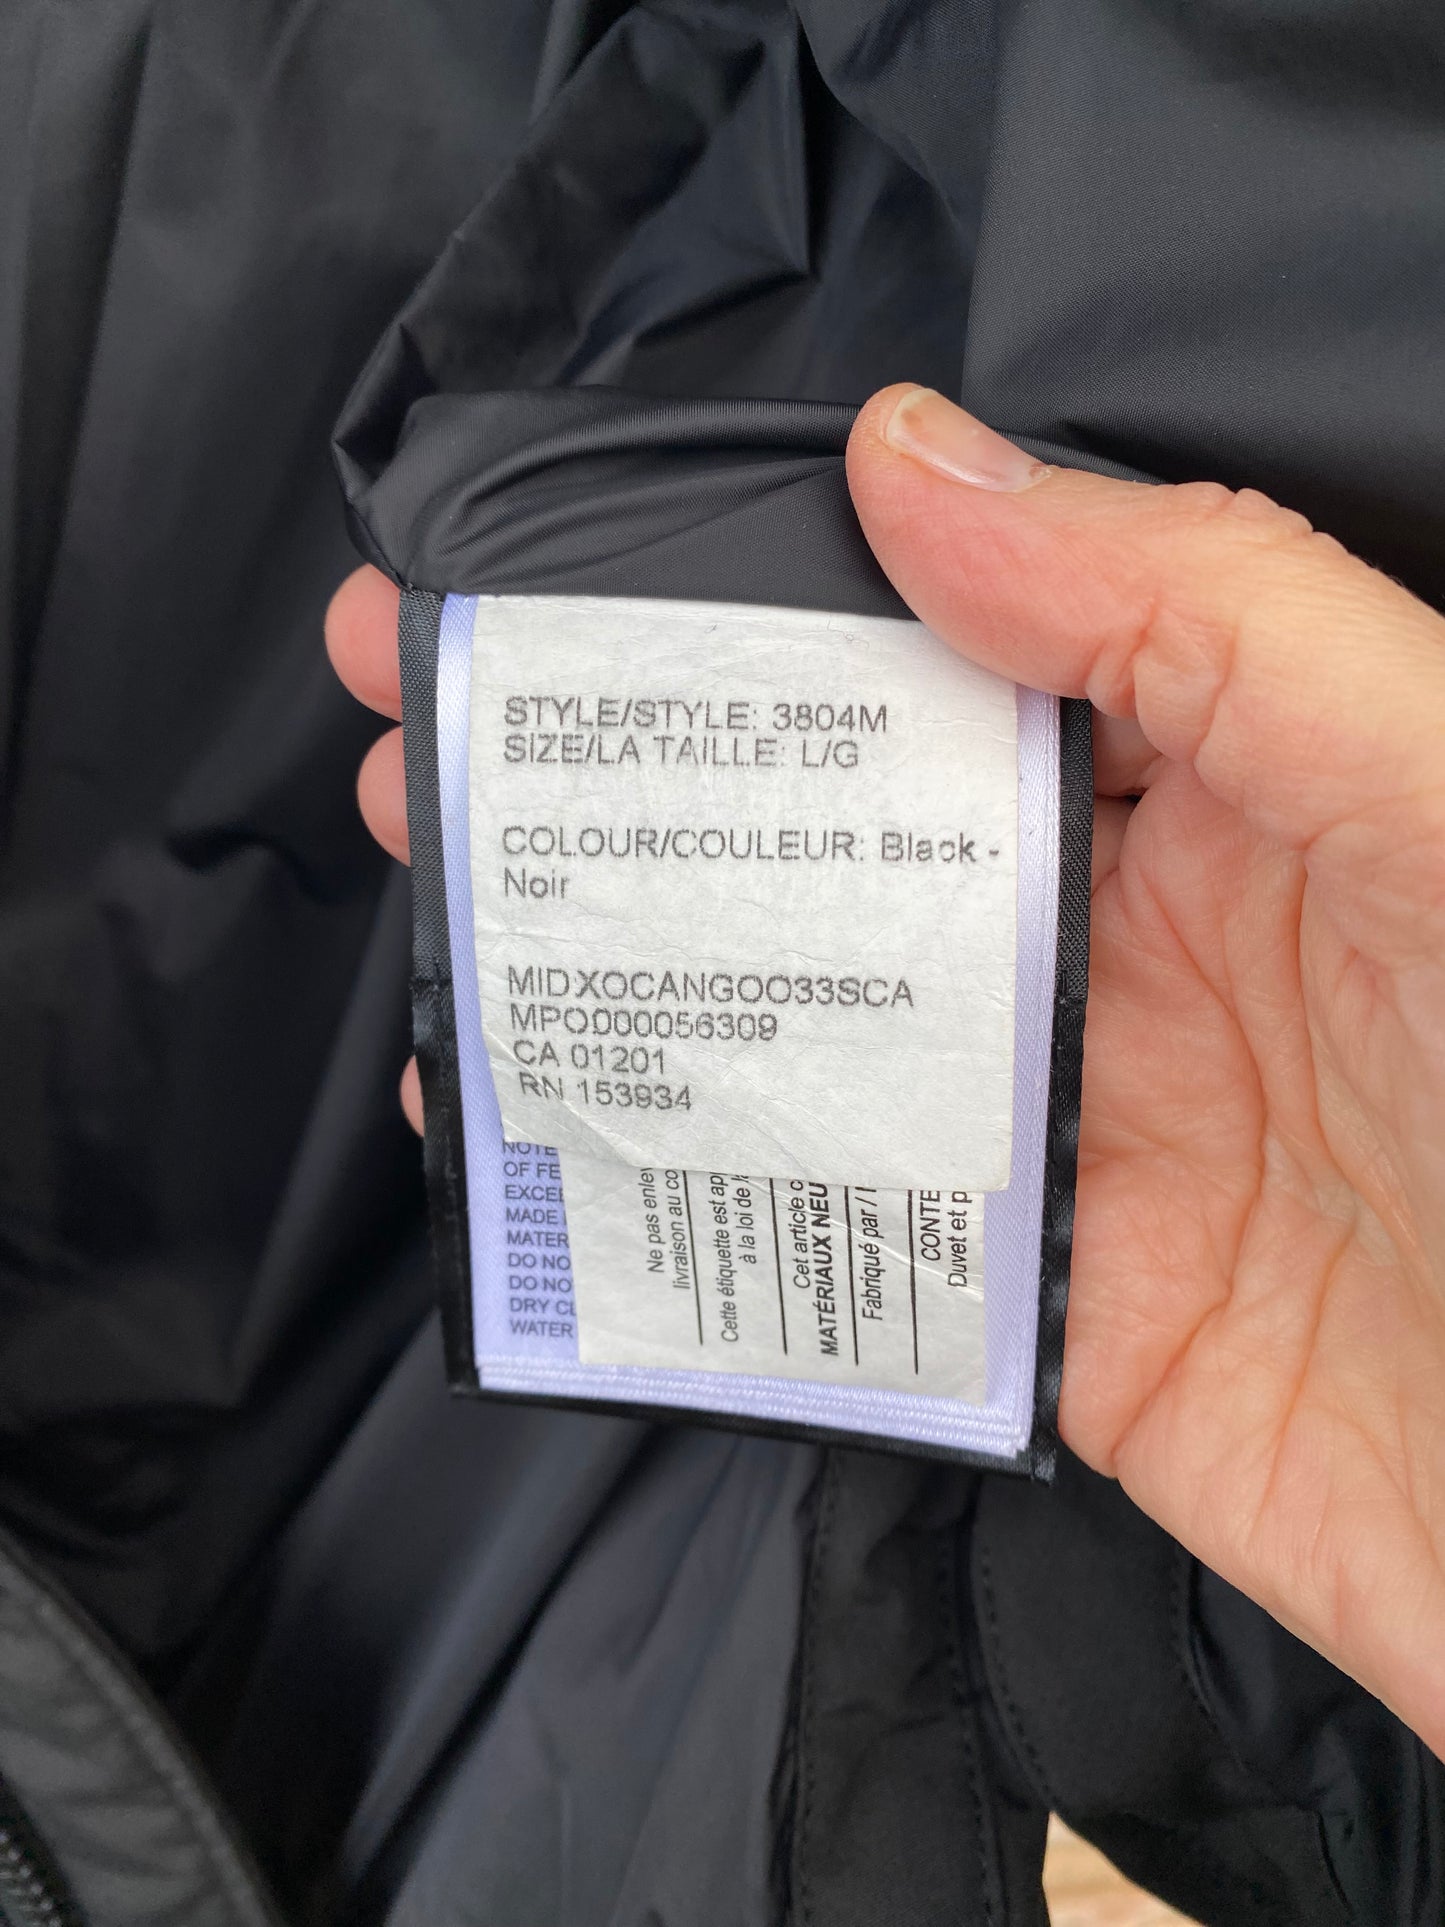 STYLE/STYLE: 3804M
SIZE/LA TAILLE: L/G
COLOUR/COULEUR: Black -
Noir
MIDXOCANGOO33SCA
MPO000056309
CA 01201
RN 153934
NOTE
OF FE
EXCE
MADE
MATER
DO NO
DO NO
DRY CL
WATER
Ne pas enlev
livraison au co
Cette étiquette est ap
à la loi de la
Cet article c
MATÉRIAUX NEU
Fabriqué par /
CONTE
Duvet et p